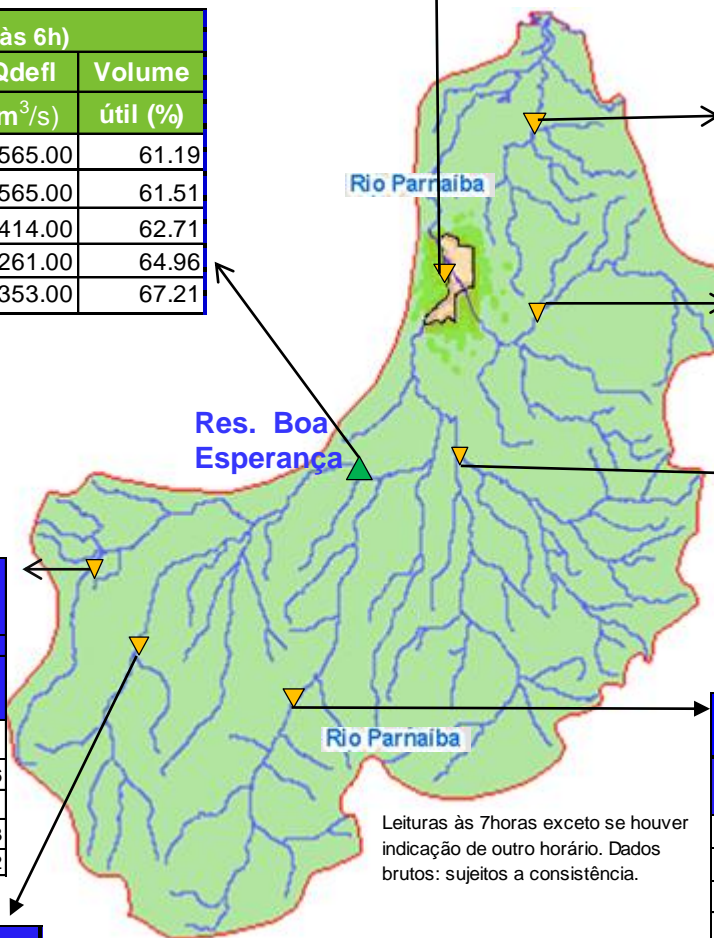 às 6h)
Qdefl Volume
m³/s) útil (%)
565.00 61.19
565.00 61.51
414.00 62.71
261.00 64.96
353.00 67.21
Rio Parnaíba
Res. Boa
Esperança
Rio Parnaíba
Leituras às 7horas exceto se houver
indicação de outro horário. Dados
brutos: sujeitos a consistência.